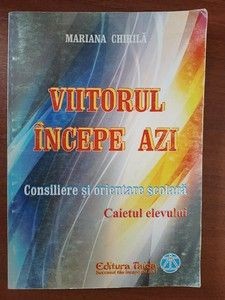 MARIANA CHIRILĂ
VIITORUL
ÎNCEPE AZI
Consiliere și orientare școlară
Caietul elevului
Editura Taida